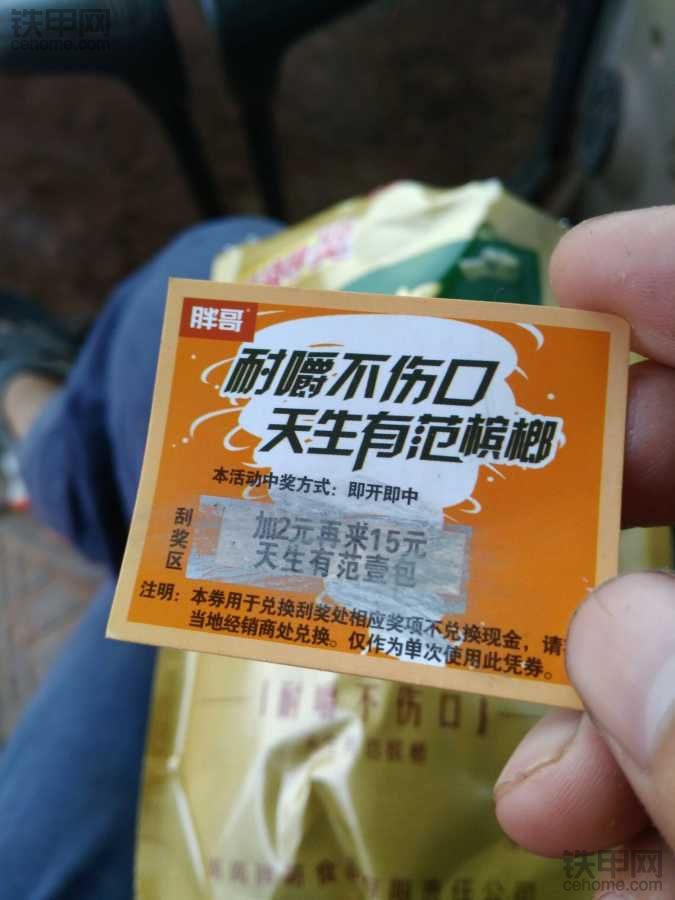 铁甲网
cehome.com
胖哥
耐嚼不伤口
天生有范槟榔
本活动中奖方式：即开即中
刮奖区
加2元再来15元
天生有范壹包
注明：本券用于兑换刮奖处相应奖项不兑换现金，请
当地经销商处兑换。仅作为单次使用此凭券。
【耐嚼不伤口】
铁甲网
cehome.com